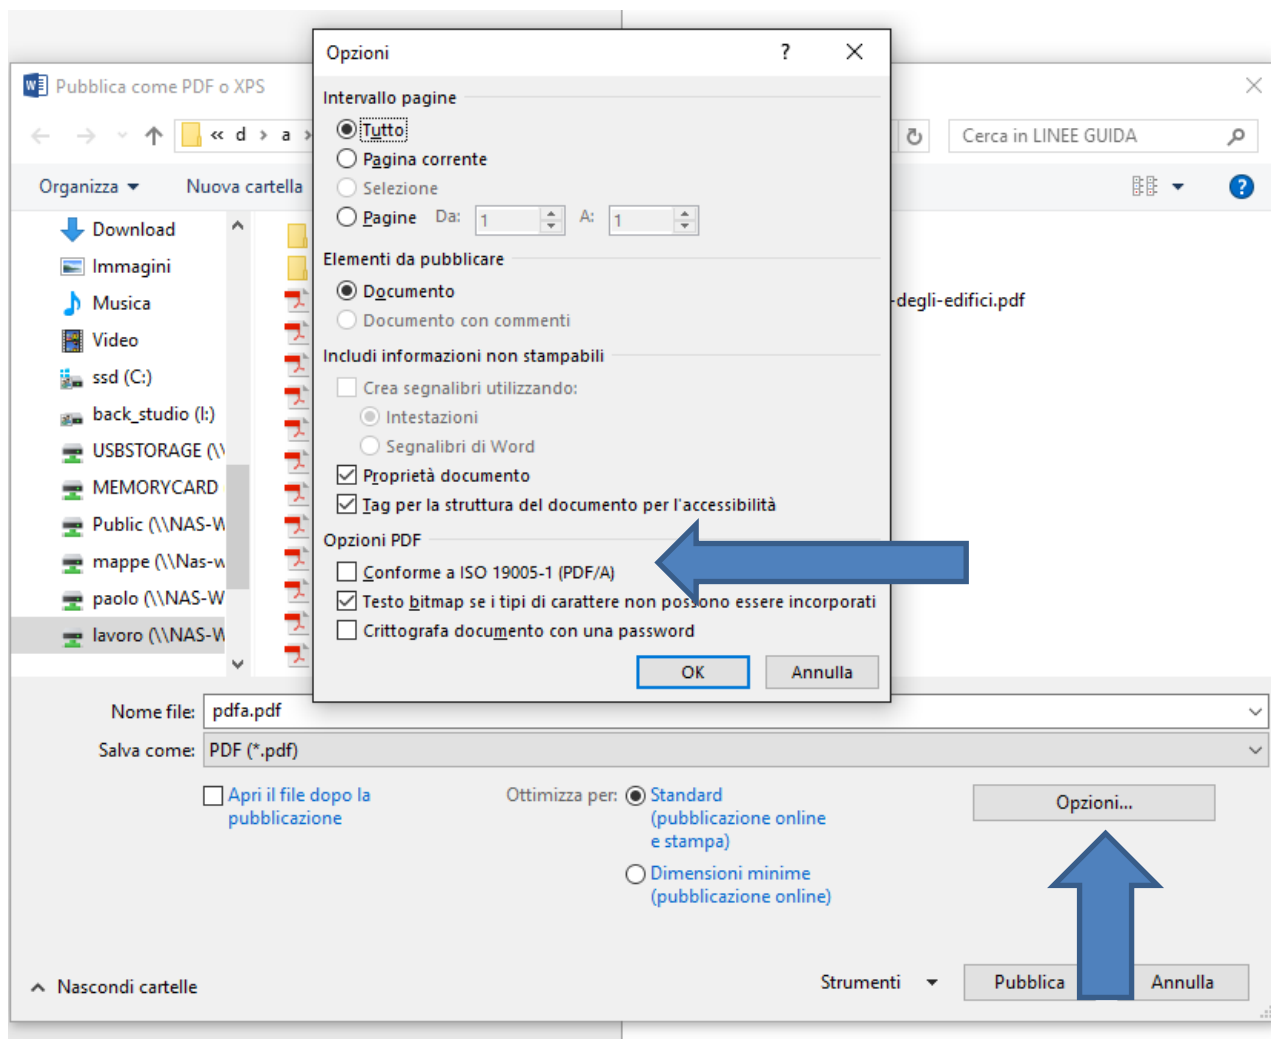 Opzioni
?
Pubblica come PDF o XPS
« d > a >
Cerca in LINEE GUIDA
Organizza
Nuova cartella
?
Download
Immagini
Musica
Video
ssd (C:)
back_studio (I:)
USBSTORAGE (\\
MEMORYCARD
Public (\\NAS-W
mappe (\\Nas-w
paolo (\\NAS-W
lavoro (\\NAS-W
-degli-edifici.pdf
Intervallo pagine
Tutto
Pagina corrente
Selezione
Pagine Da: 1 A: 1
Elementi da pubblicare
Documento
Documento con commenti
Includi informazioni non stampabili
Crea segnalibri utilizzando:
Intestazioni
Segnalibri di Word
Proprietà documento
Tag per la struttura del documento per l'accessibilità
Opzioni PDF
Conforme a ISO 19005-1 (PDF/A)
Testo bitmap se i tipi di carattere non possono essere incorporati
Crittografa documento con una password
OK
Annulla
Nome file: pdfa.pdf
Salva come: PDF (*.pdf)
Apri il file dopo la
pubblicazione
Ottimizza per:
Standard
(pubblicazione online
e stampa)
Dimensioni minime
(pubblicazione online)
Opzioni...
Nascondi cartelle
Strumenti
Pubblica
Annulla